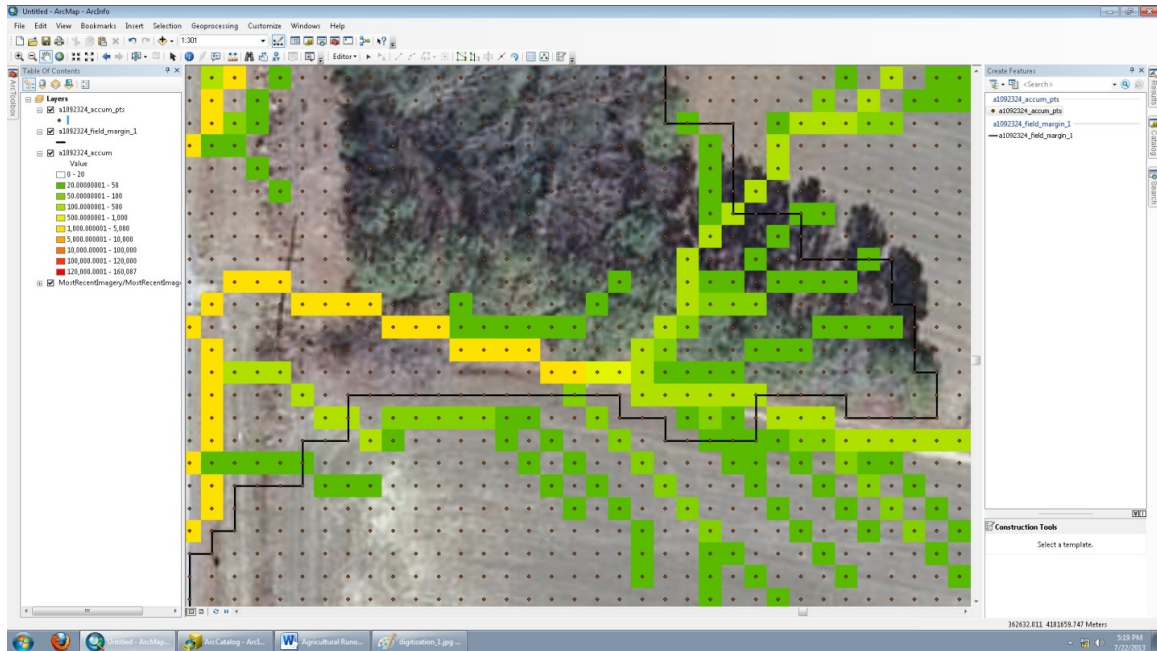 Untitled - ArcMap - ArcInfo
File Edit View Bookmarks Insert Selection Geoprocessing Customize Windows Help
1:301
Editor
Table Of Contents
ArcToolbox
Layers
a1092324_accum_pts
a1092324_field_margin_1
a1092324_accum
Value
0 - 20
20.00000001 - 50
50.00000001 - 100
100.0000001 - 500
500.0000001 - 1,000
1,000.000001 - 5,000
5,000.000001 - 10,000
10,000.00001 - 100,000
100,000.0001 - 120,000
120,000.0001 - 160,087
MostRecentImagery/MostRecentImag
Create Features
<Search>
a1092324_accum_pts
a1092324_accum_pts
a1092324_field_margin_1
a1092324_field_margin_1
Results
Catalog
Search
Construction Tools
Select a template.
362632.011 4181659.747 Meters
Untitled - ArcMap...
ArcCatalog - ArcI...
Agricultural Runo...
digitization_1.jpg ...
5:19 PM
7/22/2013